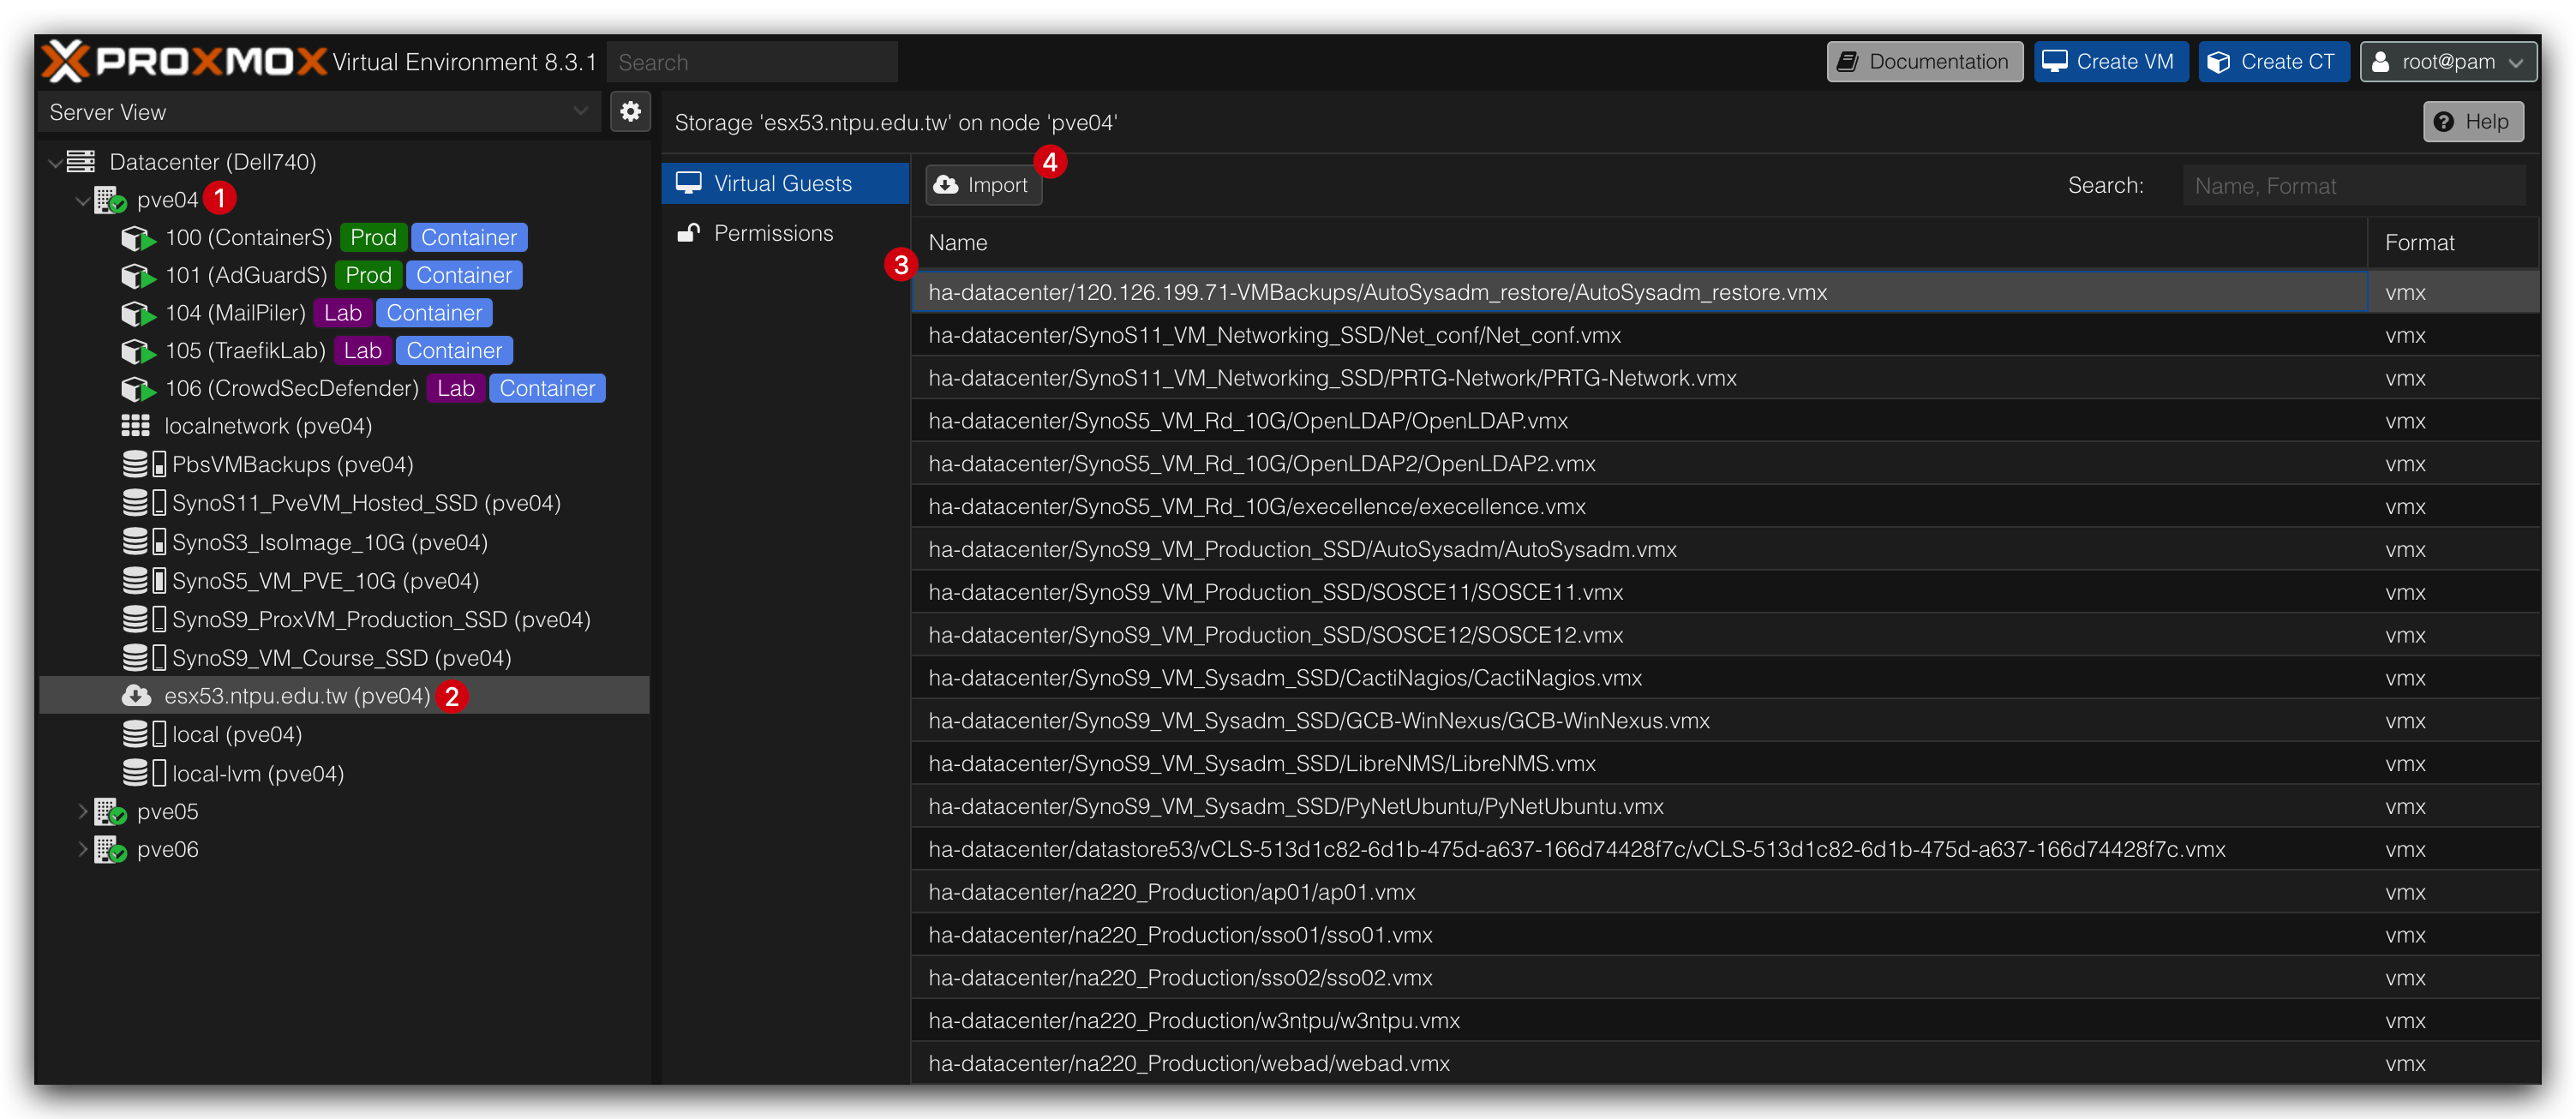 PROXMOX Virtual Environment 8.3.1 Search Documentation Create VM Create CT root@pam
Server View
Storage 'esx53.ntpu.edu.tw' on node 'pve04' Help
Datacenter (Dell740)
pve04 1
100 (ContainerS) Prod Container
101 (AdGuardS) Prod Container
104 (MailPiler) Lab Container
105 (TraefikLab) Lab Container
106 (CrowdSecDefender) Lab Container
localnetwork (pve04)
PbsVMBackups (pve04)
SynoS11_PveVM_Hosted_SSD (pve04)
SynoS3_IsoImage_10G (pve04)
SynoS5_VM_PVE_10G (pve04)
SynoS9_ProxVM_Production_SSD (pve04)
SynoS9_VM_Course_SSD (pve04)
esx53.ntpu.edu.tw (pve04) 2
local (pve04)
local-lvm (pve04)
pve05
pve06
Virtual Guests
Permissions
Import 4
Search: Name, Format
Name Format
3
ha-datacenter/120.126.199.71-VMBackups/AutoSysadm_restore/AutoSysadm_restore.vmx vmx
ha-datacenter/SynoS11_VM_Networking_SSD/Net_conf/Net_conf.vmx vmx
ha-datacenter/SynoS11_VM_Networking_SSD/PRTG-Network/PRTG-Network.vmx vmx
ha-datacenter/SynoS5_VM_Rd_10G/OpenLDAP/OpenLDAP.vmx vmx
ha-datacenter/SynoS5_VM_Rd_10G/OpenLDAP2/OpenLDAP2.vmx vmx
ha-datacenter/SynoS5_VM_Rd_10G/execellence/execellence.vmx vmx
ha-datacenter/SynoS9_VM_Production_SSD/AutoSysadm/AutoSysadm.vmx vmx
ha-datacenter/SynoS9_VM_Production_SSD/SOSCE11/SOSCE11.vmx vmx
ha-datacenter/SynoS9_VM_Production_SSD/SOSCE12/SOSCE12.vmx vmx
ha-datacenter/SynoS9_VM_Sysadm_SSD/CactiNagios/CactiNagios.vmx vmx
ha-datacenter/SynoS9_VM_Sysadm_SSD/GCB-WinNexus/GCB-WinNexus.vmx vmx
ha-datacenter/SynoS9_VM_Sysadm_SSD/LibreNMS/LibreNMS.vmx vmx
ha-datacenter/SynoS9_VM_Sysadm_SSD/PyNetUbuntu/PyNetUbuntu.vmx vmx
ha-datacenter/datastore53/vCLS-513d1c82-6d1b-475d-a637-166d74428f7c/vCLS-513d1c82-6d1b-475d-a637-166d74428f7c.vmx vmx
ha-datacenter/na220_Production/ap01/ap01.vmx vmx
ha-datacenter/na220_Production/sso01/sso01.vmx vmx
ha-datacenter/na220_Production/sso02/sso02.vmx vmx
ha-datacenter/na220_Production/w3ntpu/w3ntpu.vmx vmx
ha-datacenter/na220_Production/webad/webad.vmx vmx